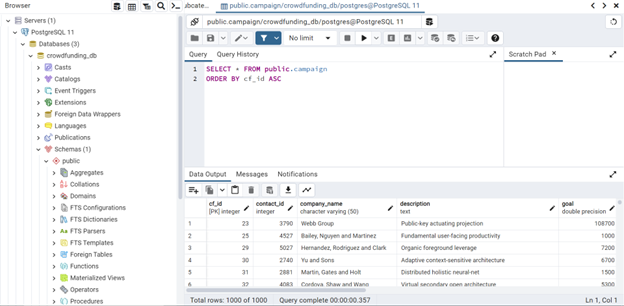 Browser
Servers (1)
PostgreSQL 11
Databases (3)
crowdfunding_db
Casts
Catalogs
Event Triggers
Extensions
Foreign Data Wrappers
Languages
Publications
Schemas (1)
public
Aggregates
Collations
Domains
FTS Configurations
FTS Dictionaries
FTS Parsers
FTS Templates
Foreign Tables
Functions
Materialized Views
Operators
Procedures
public.campaign/crowdfunding_db/postgres@PostgreSQL 11
public.campaign/crowdfunding_db/postgres@PostgreSQL 11
No limit
Query Query History
Scratch Pad
1 SELECT * FROM public.campaign
2 ORDER BY cf_id ASC
Data Output Messages Notifications
cf_id contact_id company_name description goal
[PK] integer integer character varying (50) text double precision
1 23 3790 Webb Group Public-key actuating projection 108700
2 25 4527 Bailey, Nguyen and Martinez Fundamental user-facing productivity 1000
3 29 5027 Hernandez, Rodriguez and Clark Organic foreground leverage 7200
4 30 2740 Yu and Sons Adaptive context-sensitive architecture 6700
5 31 2881 Martin, Gates and Holt Distributed holistic neural-net 1500
6 32 4083 Cordova, Shaw and Wang Virtual secondary open architecture 5300
Total rows: 1000 of 1000 Query complete 00:00:00.357 Ln 1, Col 1